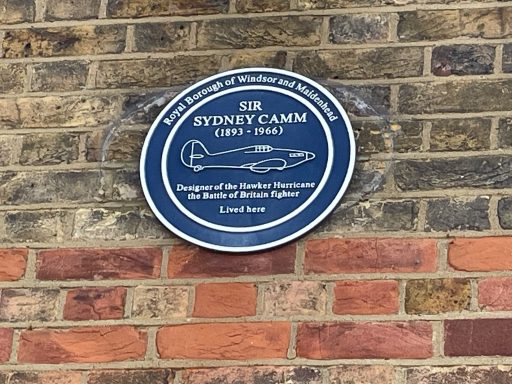 Royal Borough of Windsor and Maidenhead
SIR
SYDNEY CAMM
(1893 - 1966)
Designer of the Hawker Hurricane
the Battle of Britain fighter
Lived here